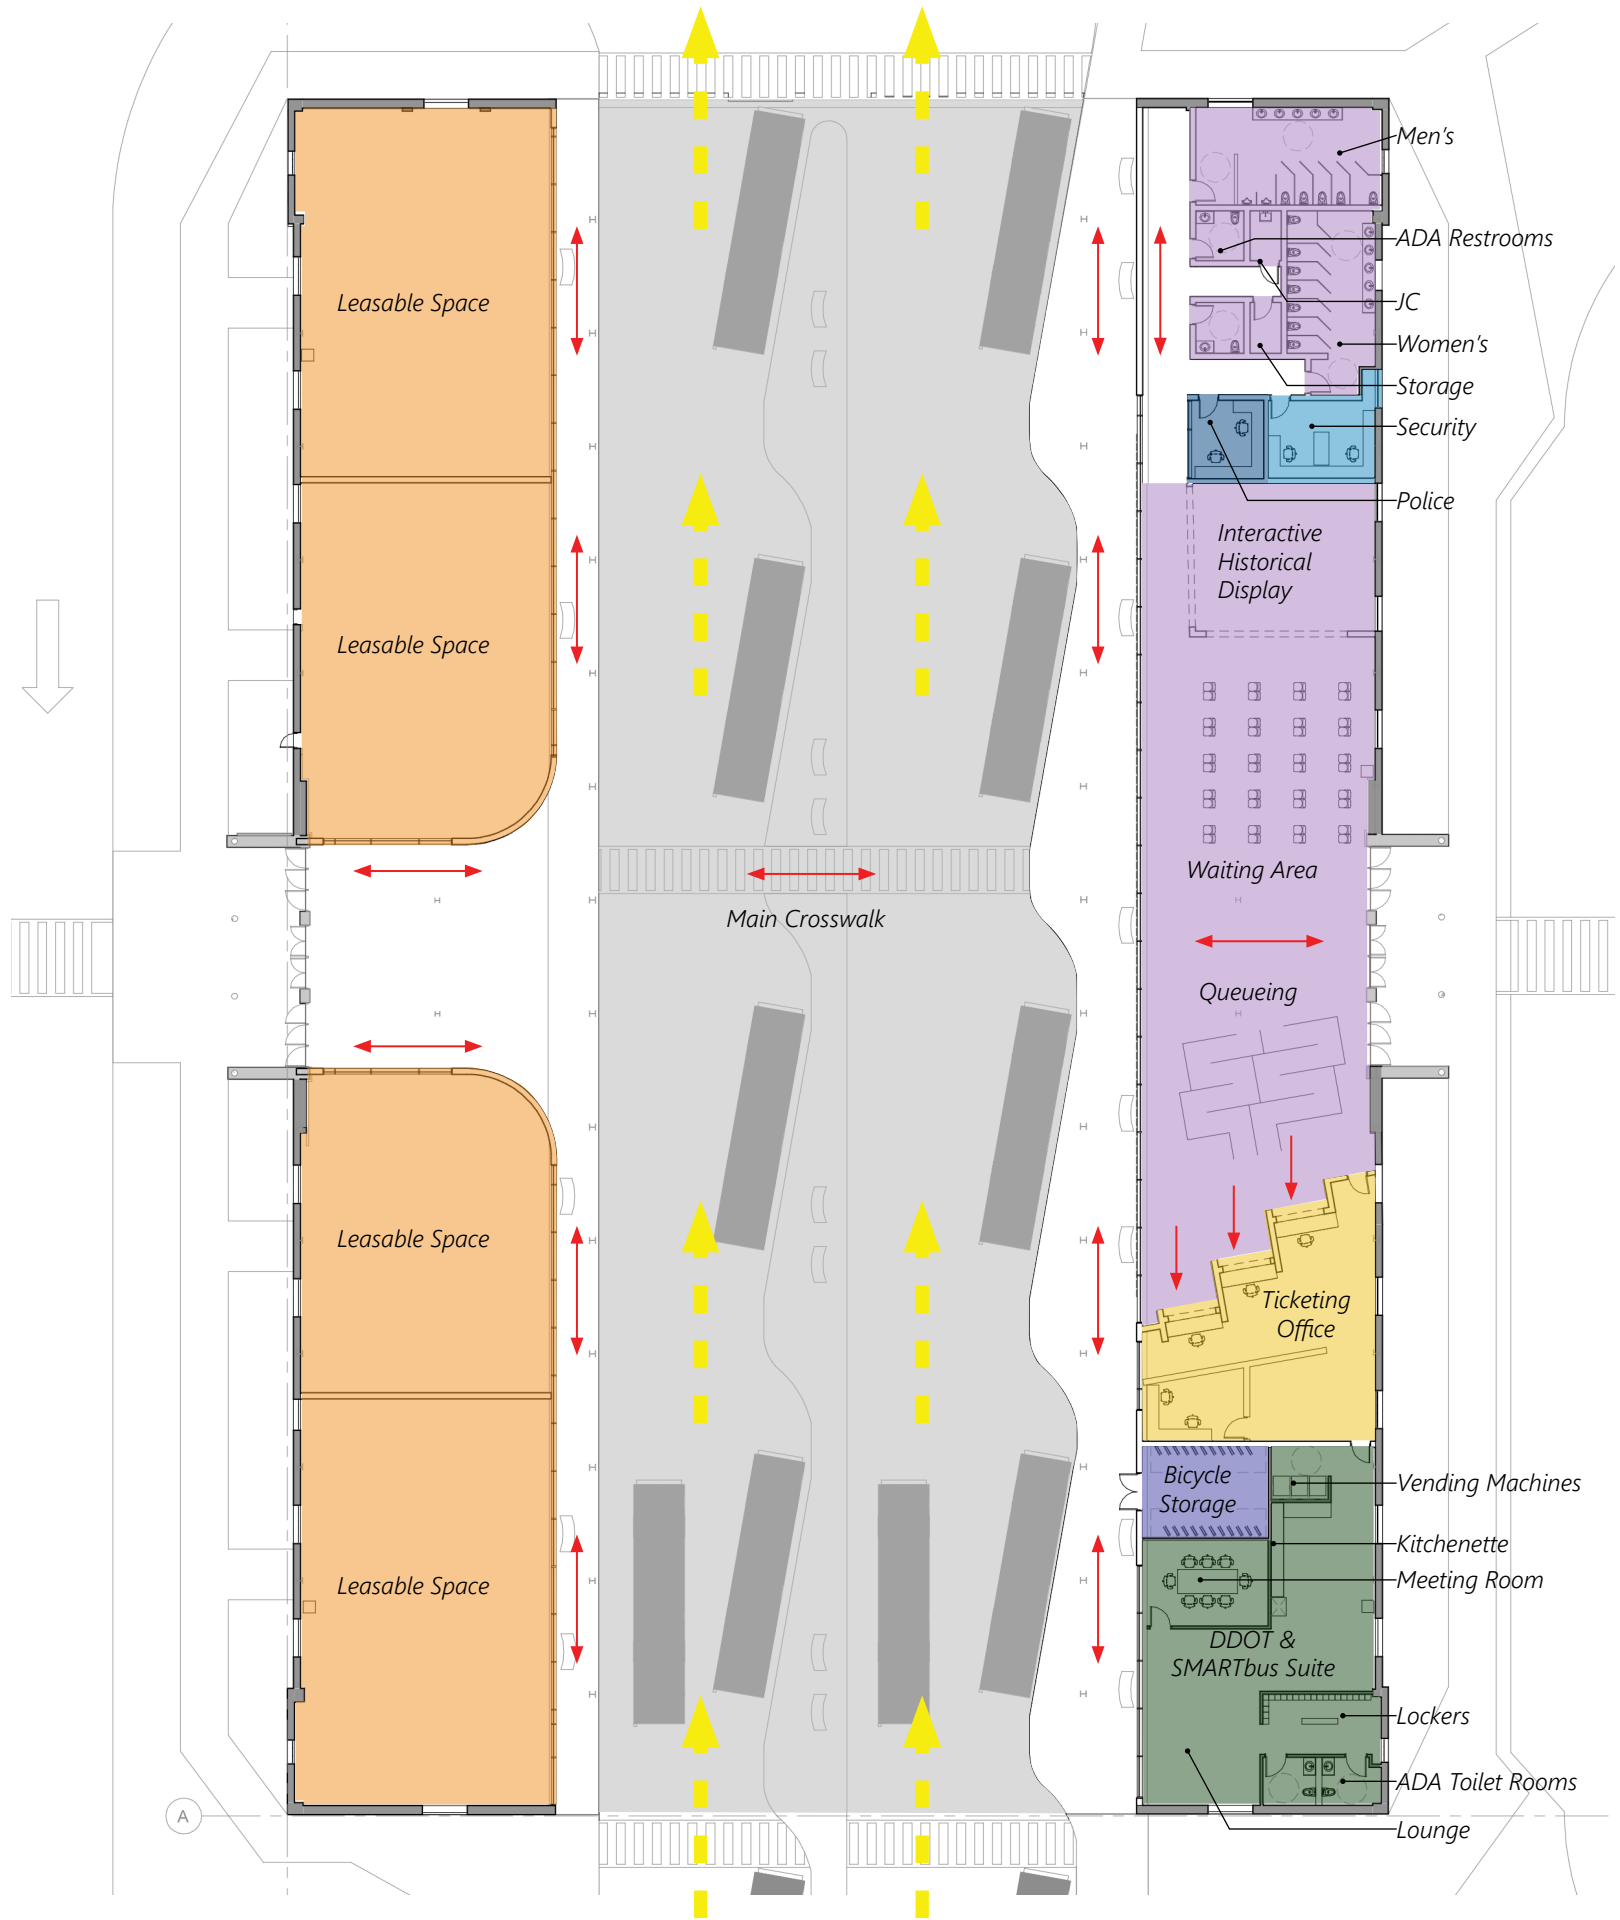 Men's
ADA Restrooms
JC
Women's
Storage
Security
Police
Leasable Space
Interactive
Historical
Display
Leasable Space
Waiting Area
Main Crosswalk
Queueing
Leasable Space
Ticketing
Office
Bicycle
Storage
Vending Machines
Kitchenette
Meeting Room
Leasable Space
DDOT &
SMARTbus Suite
Lockers
ADA Toilet Rooms
Lounge
A